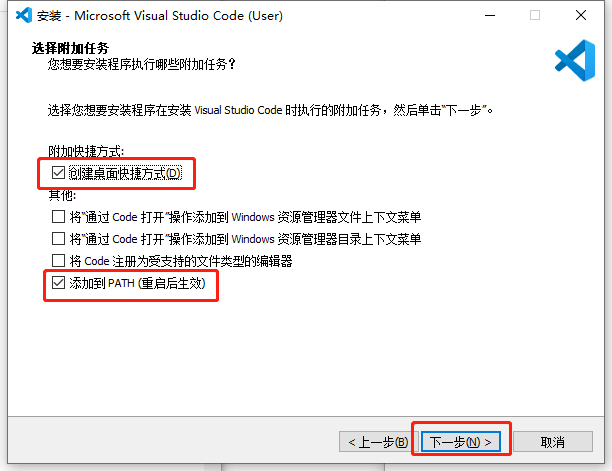 安装 - Microsoft Visual Studio Code (User)
选择附加任务
您想要安装程序执行哪些附加任务？
选择您想要安装程序在安装 Visual Studio Code 时执行的附加任务，然后单击“下一步”。
附加快捷方式:
创建桌面快捷方式(D)
其他:
将“通过 Code 打开”操作添加到 Windows 资源管理器文件上下文菜单
将“通过 Code 打开”操作添加到 Windows 资源管理器目录上下文菜单
将 Code 注册为受支持的文件类型的编辑器
添加到 PATH (重启后生效)
< 上一步(B) 下一步(N) > 取消